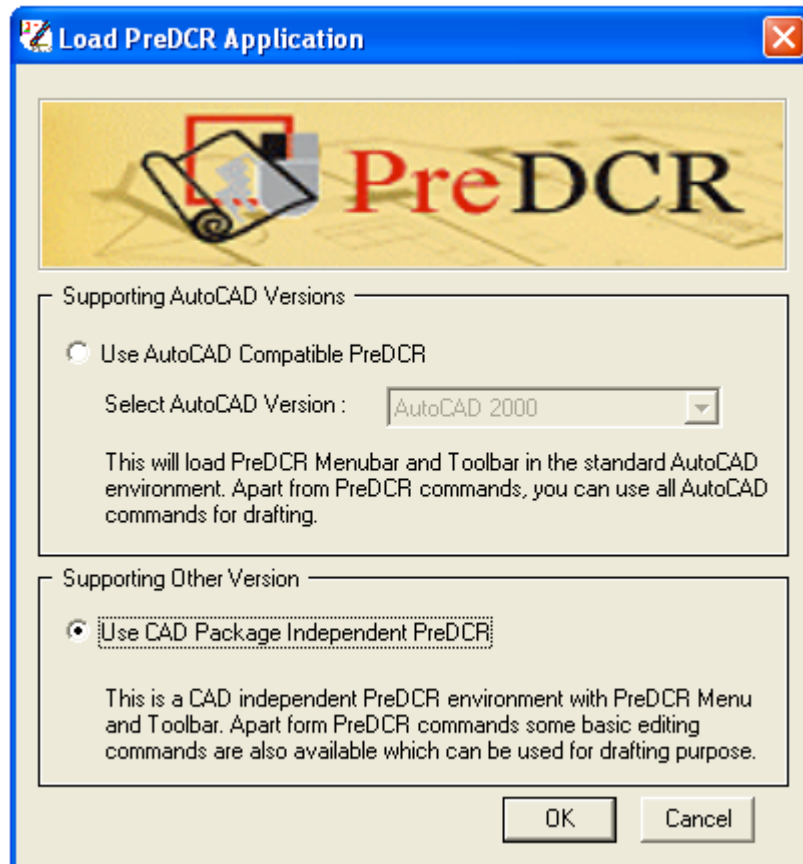 Load PreDCR Application
PreDCR
Supporting AutoCAD Versions
Use AutoCAD Compatible PreDCR
Select AutoCAD Version :
AutoCAD 2000
This will load PreDCR Menubar and Toolbar in the standard AutoCAD
environment. Apart from PreDCR commands, you can use all AutoCAD
commands for drafting.
Supporting Other Version
Use CAD Package Independent PreDCR
This is a CAD independent PreDCR environment with PreDCR Menu
and Toolbar. Apart form PreDCR commands some basic editing
commands are also available which can be used for drafting purpose.
OK
Cancel